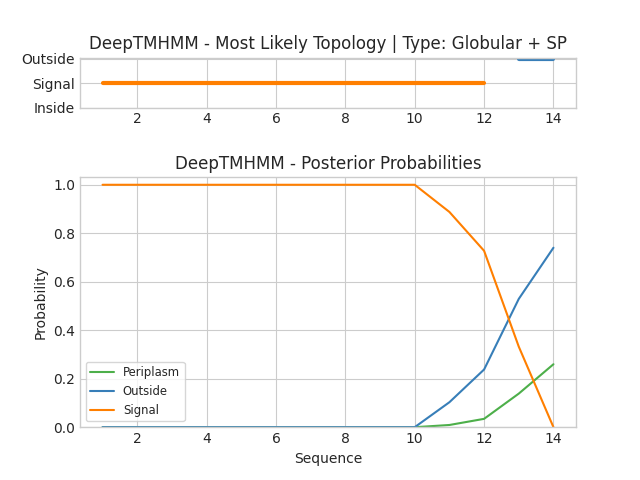 DeepTMHMM - Most Likely Topology | Type: Globular + SP
Outside
Signal
Inside
2 4 6 8 10 12 14
DeepTMHMM - Posterior Probabilities
1.0
0.8
0.6
0.4
0.2
0.0
Probability
Periplasm
Outside
Signal
2 4 6 8 10 12 14
Sequence